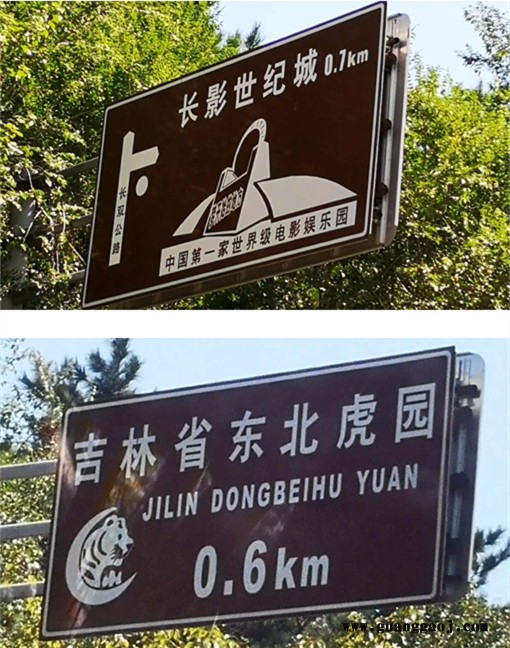 长影世纪城 0.7km
长双公路
中国第一家世界级电影娱乐园
吉林省东北虎园
JILIN DONGBEIHU YUAN
0.6km
www.guanggaoj.com